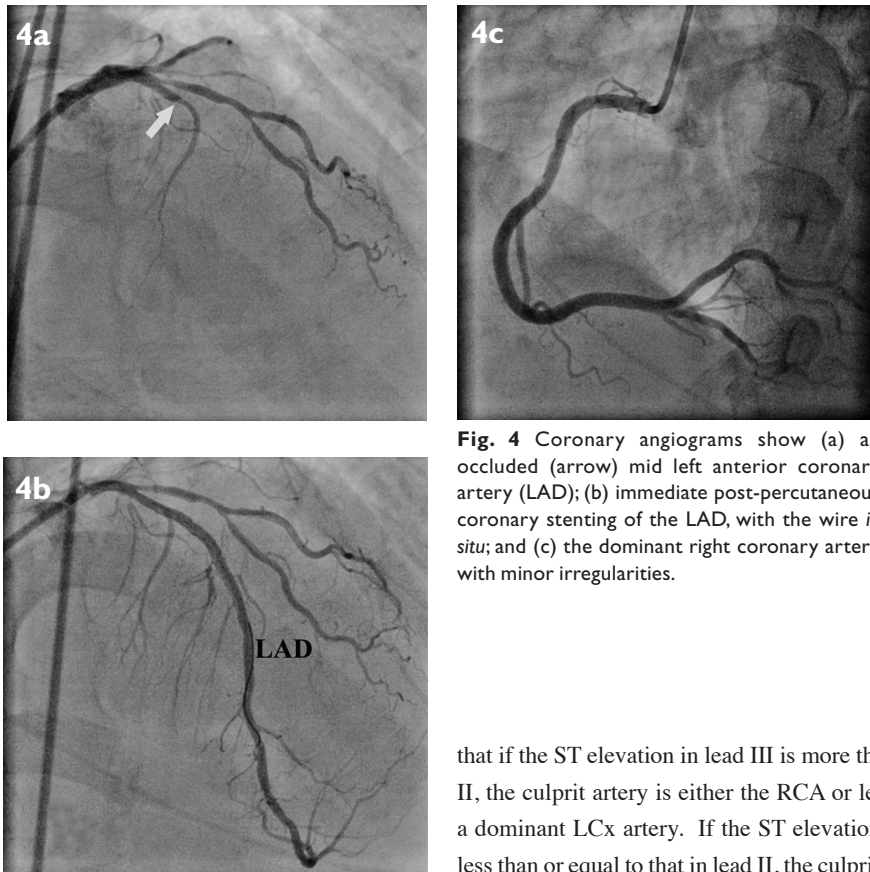 4a
4b
LAD
4c
Fig. 4 Coronary angiograms show (a) a
occluded (arrow) mid left anterior coronar
artery (LAD); (b) immediate post-percutaneou
coronary stenting of the LAD, with the wire i
situ; and (c) the dominant right coronary arter
with minor irregularities.
that if the ST elevation in lead III is more th
II, the culprit artery is either the RCA or le
a dominant LCx artery. If the ST elevation
less than or equal to that in lead II, the culpri